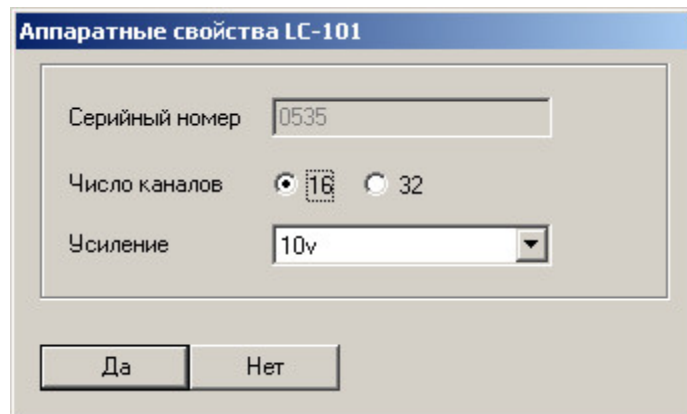 Аппаратные свойства LC-101
Серийный номер 0535
Число каналов 16 32
Усиление 10v
Да Нет